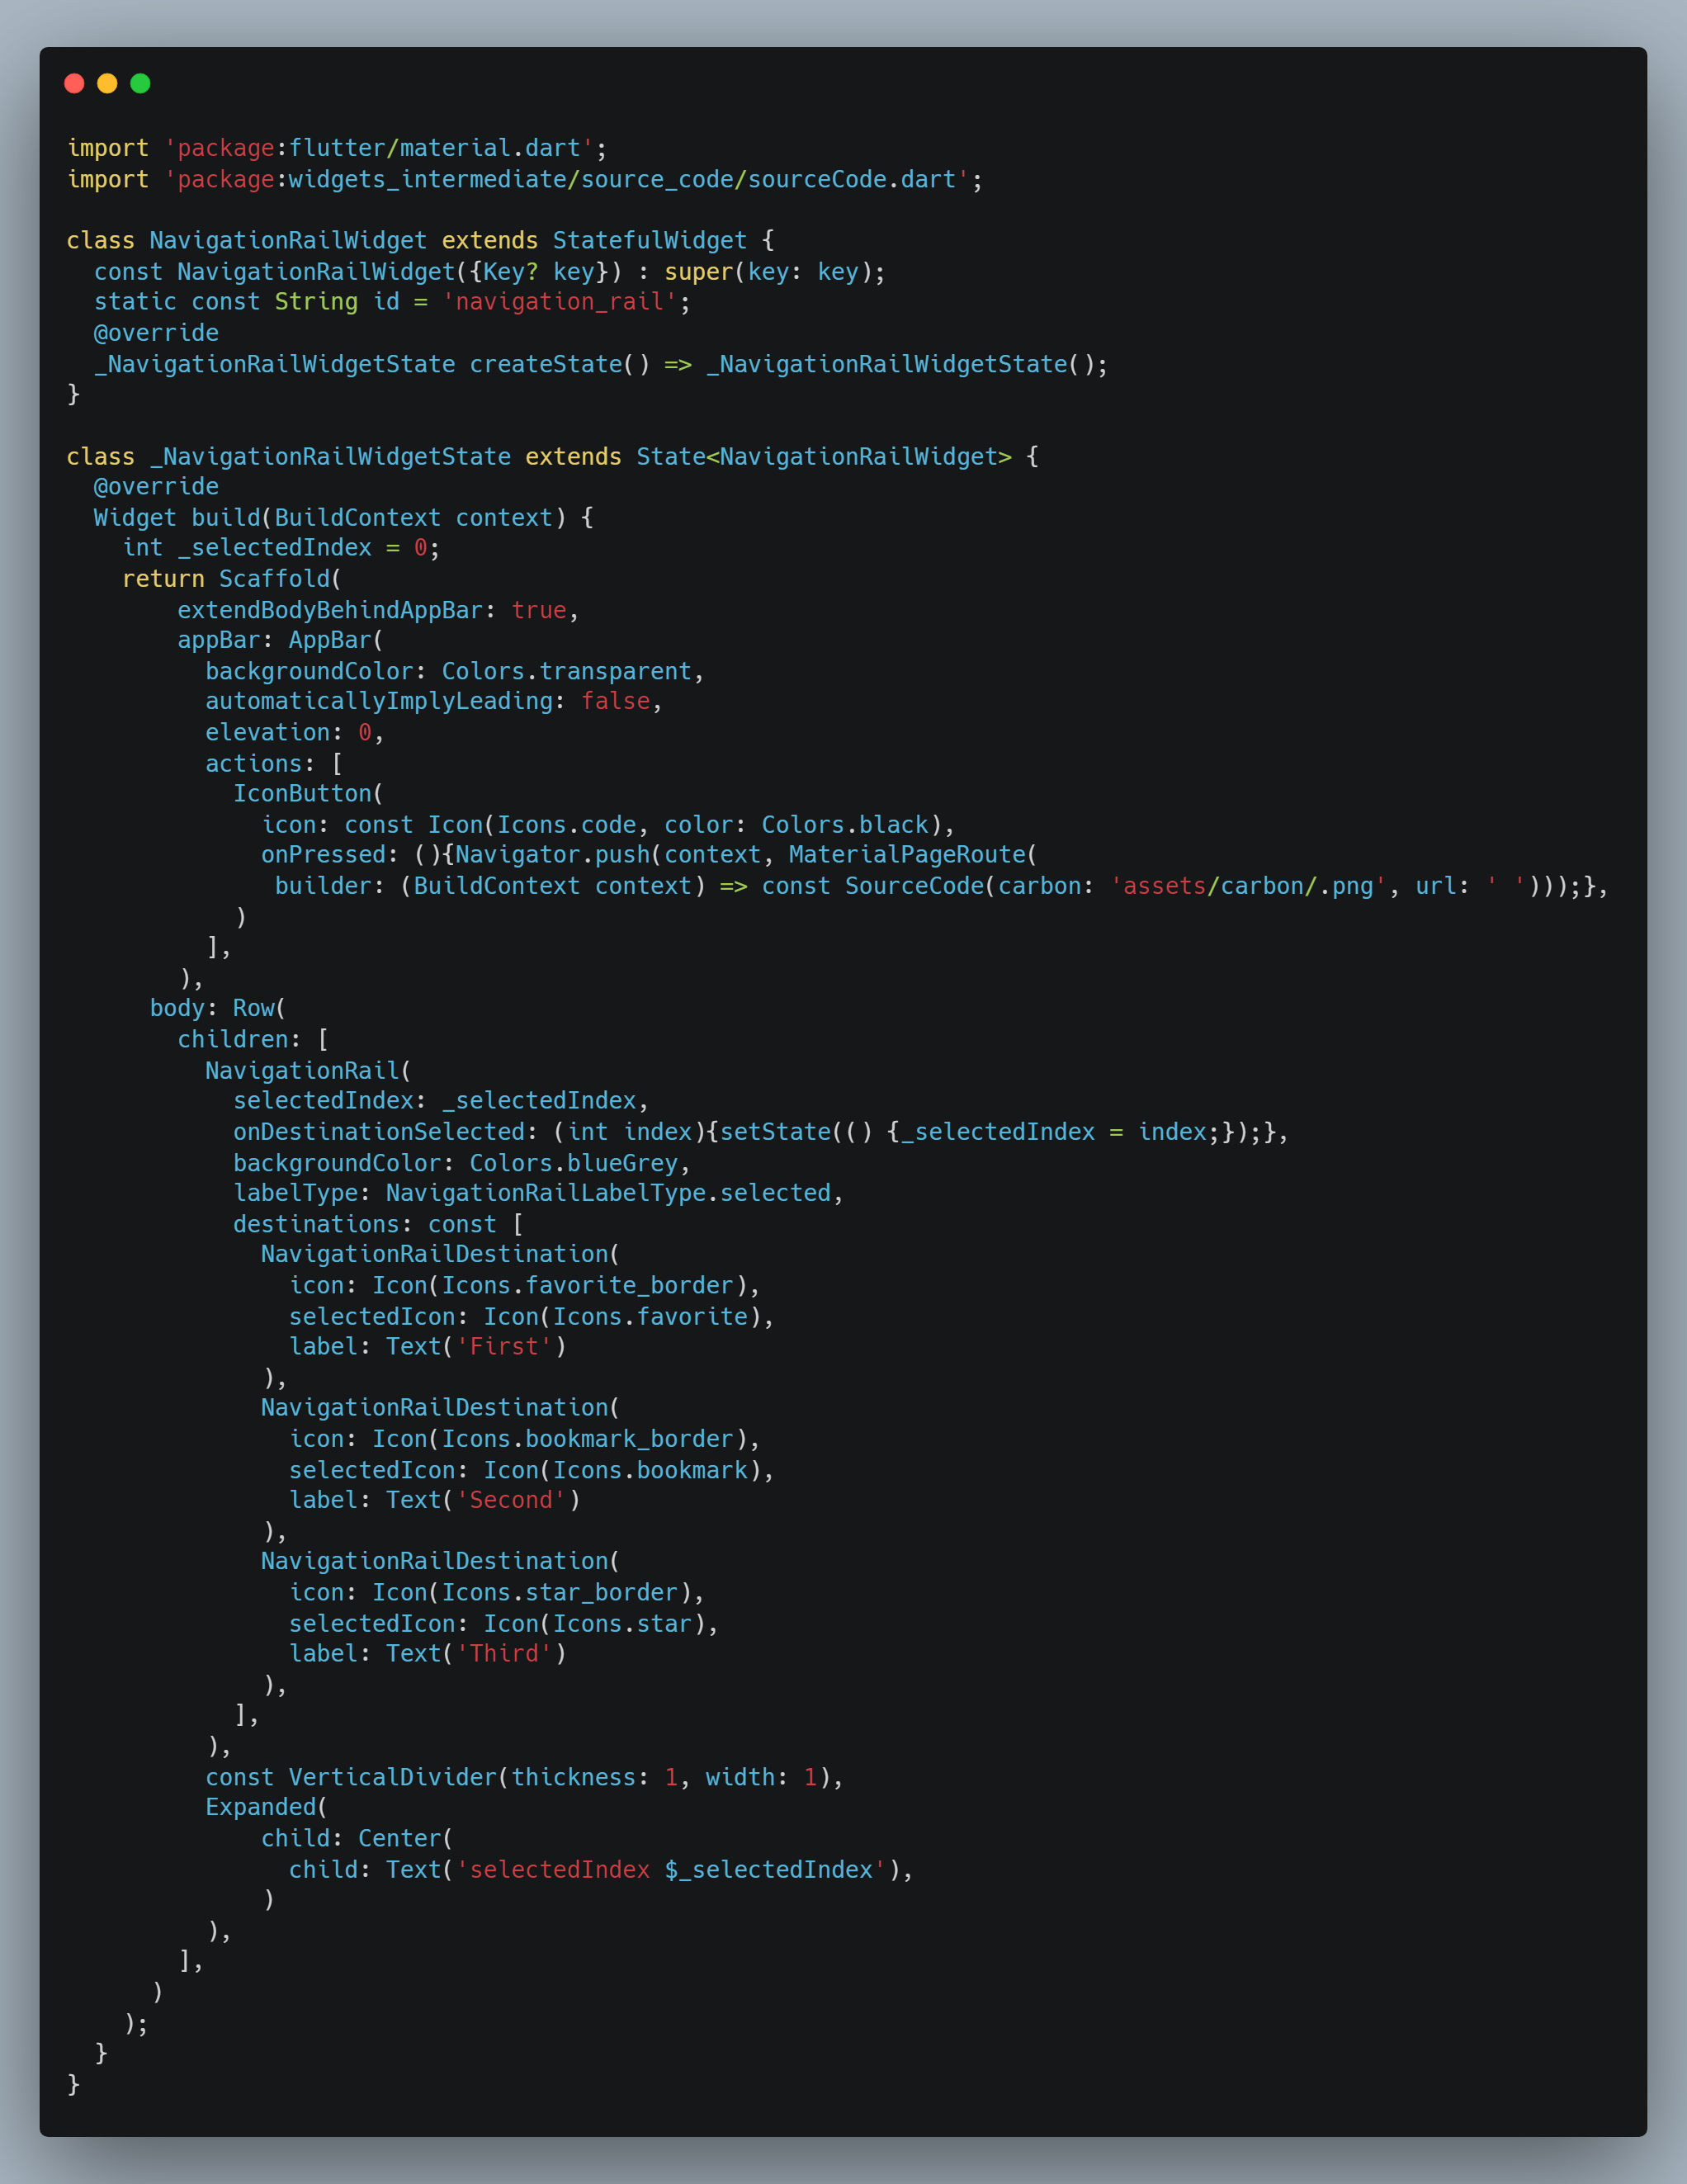 import 'package:flutter/material.dart';
import 'package:widgets_intermediate/source_code/sourceCode.dart';

class NavigationRailWidget extends StatefulWidget {
  const NavigationRailWidget({Key? key}) : super(key: key);
  static const String id = 'navigation_rail';
  @override
  _NavigationRailWidgetState createState() => _NavigationRailWidgetState();
}

class _NavigationRailWidgetState extends State<NavigationRailWidget> {
  @override
  Widget build(BuildContext context) {
    int _selectedIndex = 0;
    return Scaffold(
        extendBodyBehindAppBar: true,
        appBar: AppBar(
          backgroundColor: Colors.transparent,
          automaticallyImplyLeading: false,
          elevation: 0,
          actions: [
            IconButton(
              icon: const Icon(Icons.code, color: Colors.black),
              onPressed: (){Navigator.push(context, MaterialPageRoute(
               builder: (BuildContext context) => const SourceCode(carbon: 'assets/carbon/.png', url: ' ')));},
            )
          ],
        ),
      body: Row(
        children: [
          NavigationRail(
            selectedIndex: _selectedIndex,
            onDestinationSelected: (int index){setState(() {_selectedIndex = index;});},
            backgroundColor: Colors.blueGrey,
            labelType: NavigationRailLabelType.selected,
            destinations: const [
              NavigationRailDestination(
                icon: Icon(Icons.favorite_border),
                selectedIcon: Icon(Icons.favorite),
                label: Text('First')
              ),
              NavigationRailDestination(
                icon: Icon(Icons.bookmark_border),
                selectedIcon: Icon(Icons.bookmark),
                label: Text('Second')
              ),
              NavigationRailDestination(
                icon: Icon(Icons.star_border),
                selectedIcon: Icon(Icons.star),
                label: Text('Third')
              ),
            ],
          ),
          const VerticalDivider(thickness: 1, width: 1),
          Expanded(
              child: Center(
                child: Text('selectedIndex $_selectedIndex'),
              )
          ),
        ],
      )
    );
  }
}